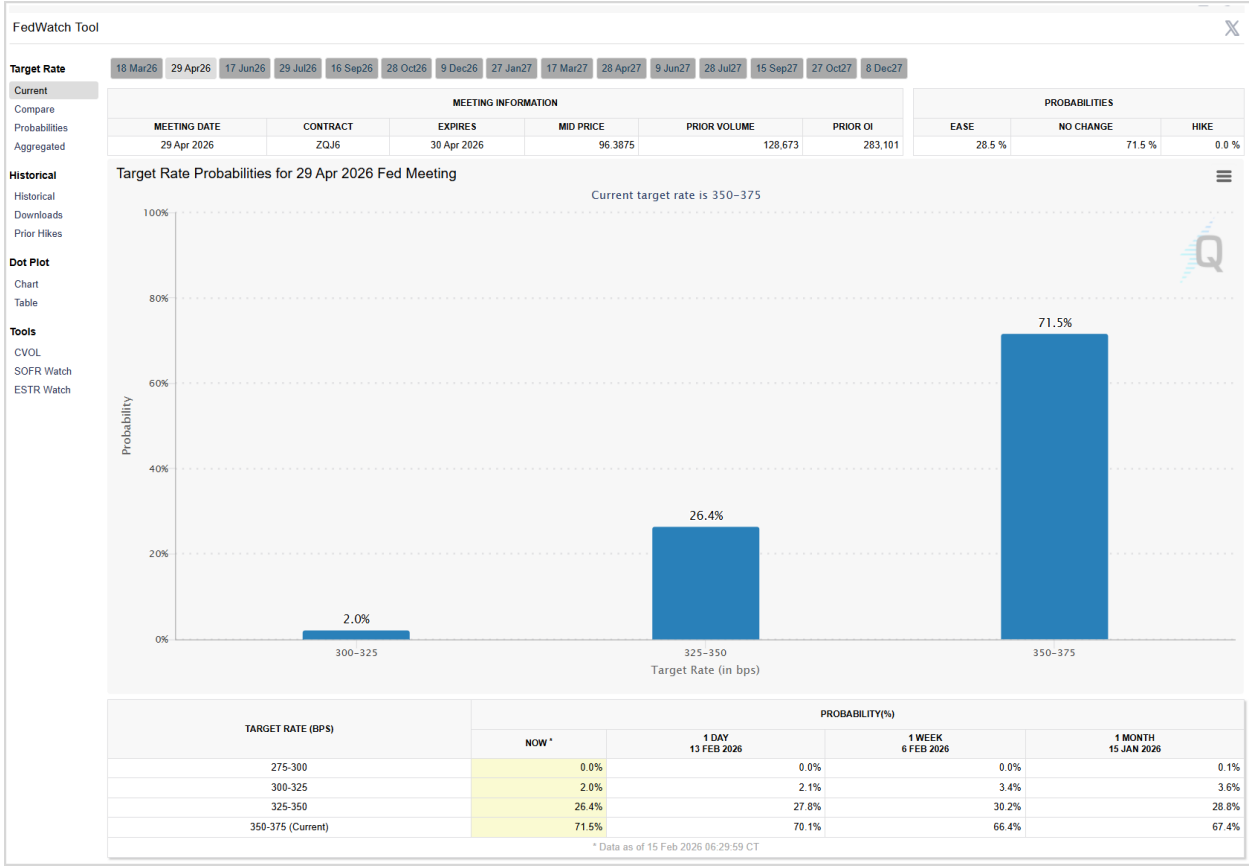 FedWatch Tool
Target Rate
Current
Compare
Probabilities
Aggregated
Historical
Historical
Downloads
Prior Hikes
Dot Plot
Chart
Table
Tools
CVOL
SOFR Watch
ESTR Watch
18 Mar26 29 Apr26 17 Jun26 29 Jul26 16 Sep26 28 Oct26 9 Dec26 27 Jan27 17 Mar27 28 Apr27 9 Jun27 28 Jul27 15 Sep27 27 Oct27 8 Dec27
MEETING INFORMATION
MEETING DATE CONTRACT EXPIRES MID PRICE PRIOR VOLUME PRIOR OI
29 Apr 2026 ZQJ6 30 Apr 2026 96.3875 128,673 283,101
PROBABILITIES
EASE NO CHANGE HIKE
28.5 % 71.5 % 0.0 %
Target Rate Probabilities for 29 Apr 2026 Fed Meeting
Current target rate is 350–375
Q
Probability
100%
80%
60%
40%
20%
0%
2.0%
26.4%
71.5%
300–325 325–350 350–375
Target Rate (in bps)
TARGET RATE (BPS) PROBABILITY(%)
NOW * 1 DAY 1 WEEK 1 MONTH
13 FEB 2026 6 FEB 2026 15 JAN 2026
275-300 0.0% 0.0% 0.0% 0.1%
300-325 2.0% 2.1% 3.4% 3.6%
325-350 26.4% 27.8% 30.2% 28.8%
350-375 (Current) 71.5% 70.1% 66.4% 67.4%
* Data as of 15 Feb 2026 06:29:59 CT